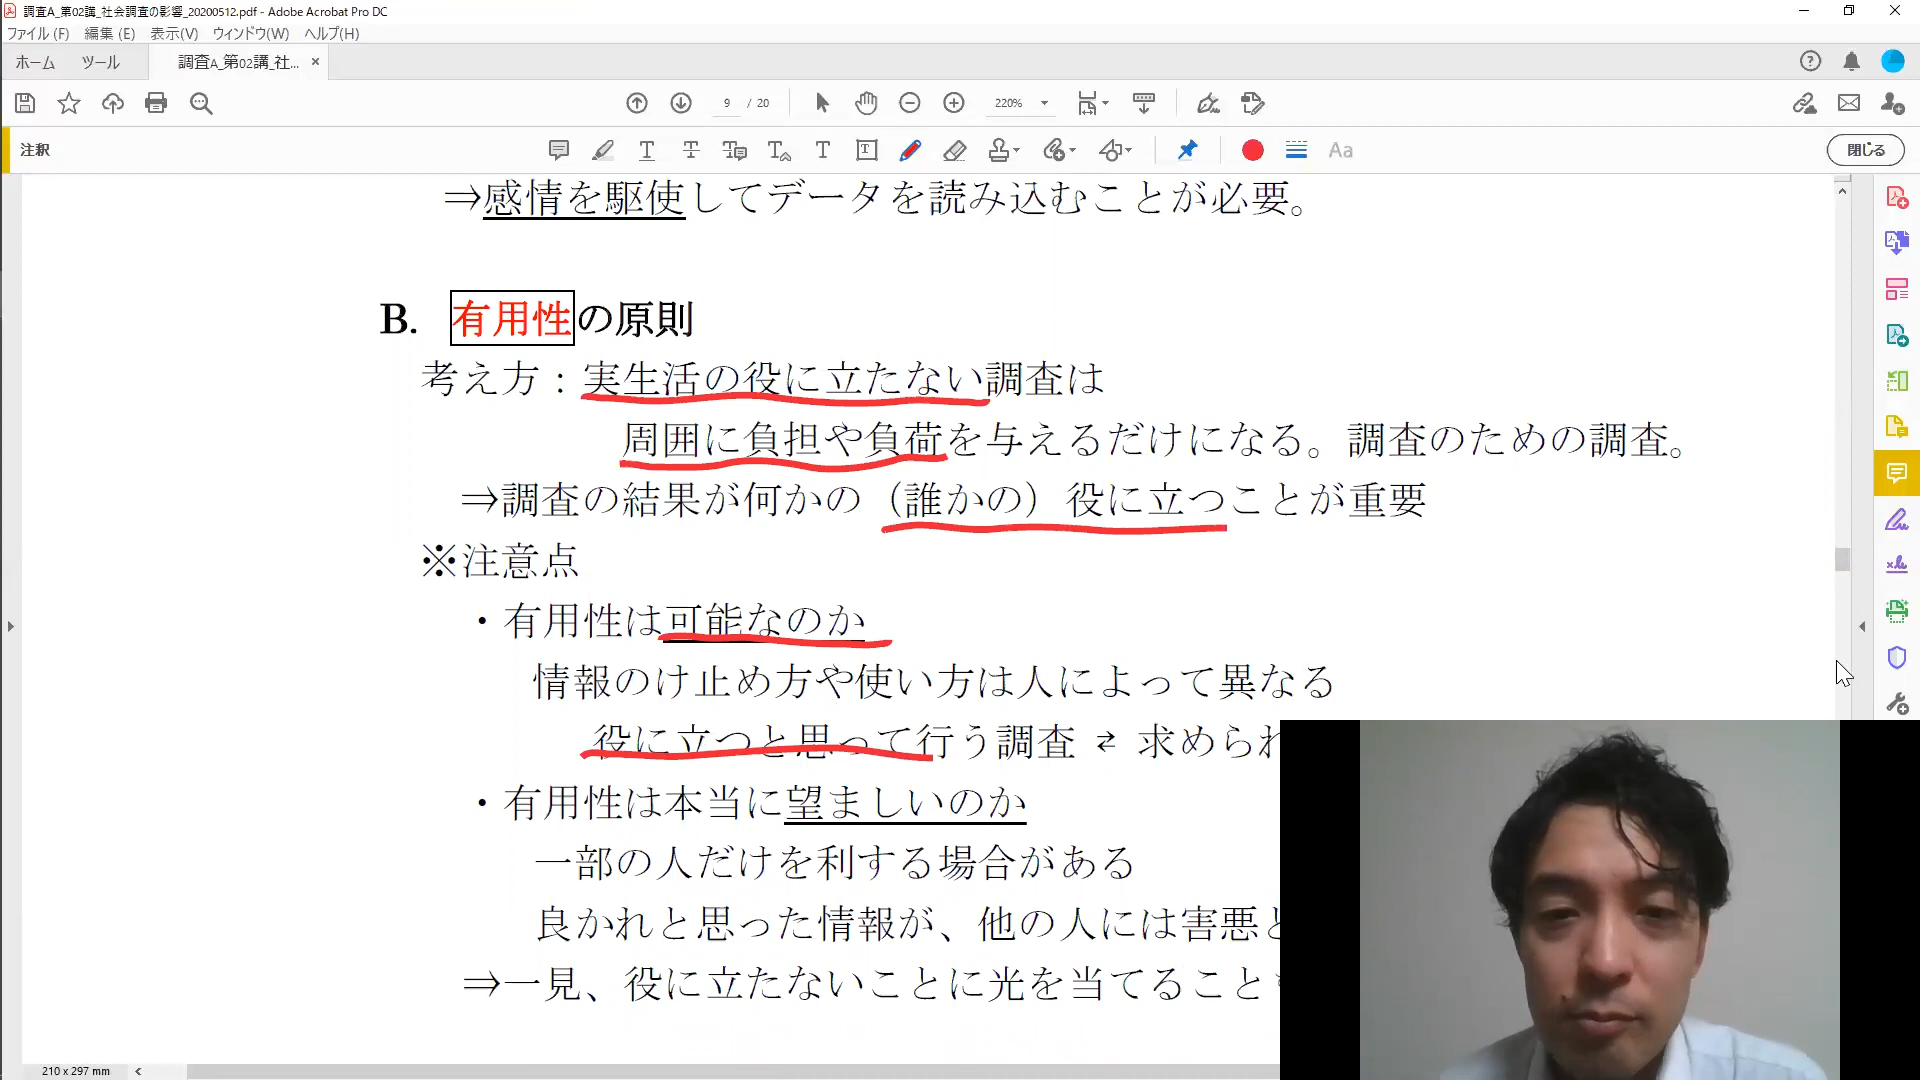 調査A_第02講_社会調査の影響_20200512.pdf - Adobe Acrobat Pro DC
ファイル(F) 編集(E) 表示(V) ウィンドウ(W) ヘルプ(H)
ホーム ツール 調査A_第02講_社... ×
9 / 20 220%
注釈 Aa 閉じる
⇒感情を駆使してデータを読み込むことが必要。
B. 有用性の原則
考え方：実生活の役に立たない調査は
周囲に負担や負荷を与えるだけになる。調査のための調査。
⇒調査の結果が何かの（誰かの）役に立つことが重要
※注意点
・有用性は可能なのか
情報のけ止め方や使い方は人によって異なる
役に立つと思って行う調査 ⇄ 求められ
・有用性は本当に望ましいのか
一部の人だけを利する場合がある
良かれと思った情報が、他の人には害悪と
⇒一見、役に立たないことに光を当てること
210 x 297 mm